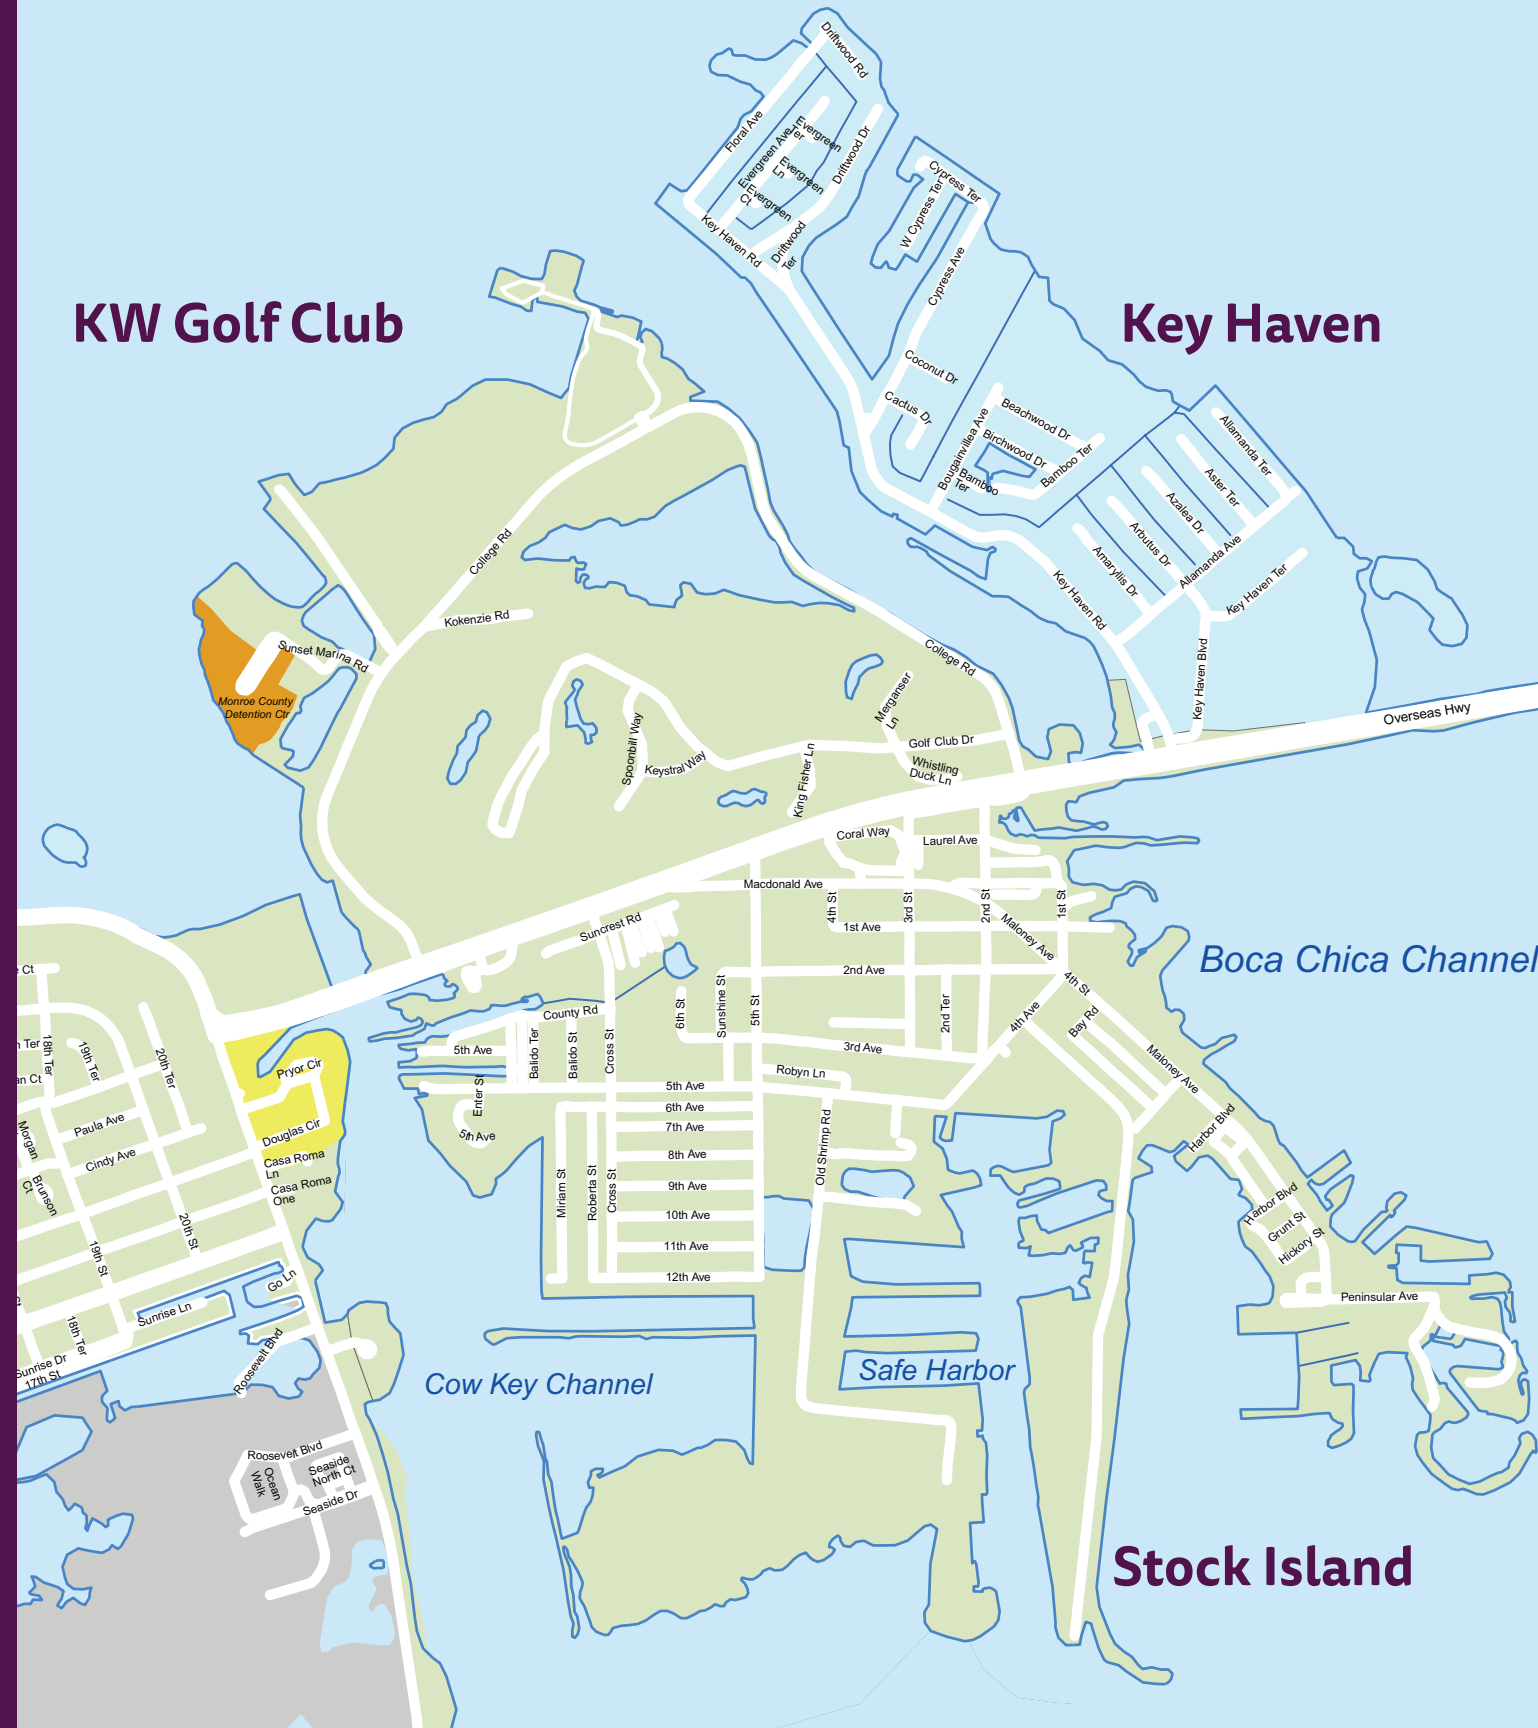 Driftwood Rd
Floral Ave
Evergreen
Ter
Evergreen Ave
Driftwood Dr
Evergreen
Ln
Evergreen
Ct
Cypress Ter
W Cypress Ter
Key Haven Rd
Driftwood
Ter
Cypress Ave
KW Golf Club
Key Haven
Coconut Dr
Cactus Dr
Beachwood Dr
Birchwood Dr
Bougainvillea Ave
Bamboo Ter
Bamboo
Ter
Allamanda Ter
Aster Ter
Azalea Dr
Arbutus Dr
Amaryllis Dr
Allamanda Ave
Key Haven Ter
Key Haven Rd
Key Haven Blvd
College Rd
Kokenzie Rd
Sunset Marina Rd
Monroe County
Detention Ctr
College Rd
Merganser
Ln
Golf Club Dr
Whistling
Duck Ln
King Fisher Ln
Spoonbill Way
Keystral Way
Overseas Hwy
Coral Way
Laurel Ave
Macdonald Ave
4th St
3rd St
2nd St
1st St
1st Ave
Maloney Ave
Suncrest Rd
2nd Ave
Boca Chica Channel
4th St
County Rd
6th St
Sunshine St
5th St
2nd Ter
4th Ave
Bay Rd
3rd Ave
5th Ave
Balido Ter
Balido St
Cross St
Robyn Ln
Maloney Ave
Enter St
5th Ave
5th Ave
6th Ave
7th Ave
8th Ave
9th Ave
10th Ave
11th Ave
12th Ave
Miriam St
Roberta St
Cross St
Old Shrimp Rd
Harbor Blvd
Harbor Blvd
Grunt St
Hickory St
Peninsular Ave
e Ct
n Ter
an Ct
18th Ter
19th Ter
20th Ter
Pryor Cir
Douglas Cir
Paula Ave
Cindy Ave
Morgan
Ct
Brunson
Casa Roma
Ln
Casa Roma
One
20th St
19th St
Go Ln
Sunrise Ln
18th Ter
Sunrise Dr
17th St
Roosevelt Blvd
Cow Key Channel
Safe Harbor
Roosevelt Blvd
Ocean
Walk
Seaside
North Ct
Seaside Dr
Stock Island